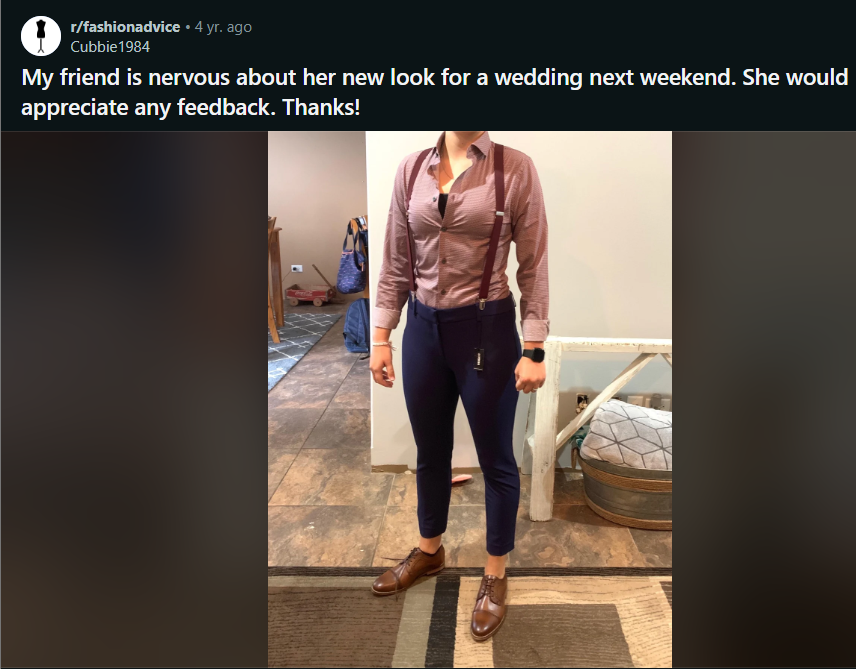 r/fashionadvice • 4 yr. ago
Cubbie1984
My friend is nervous about her new look for a wedding next weekend. She would
appreciate any feedback. Thanks!